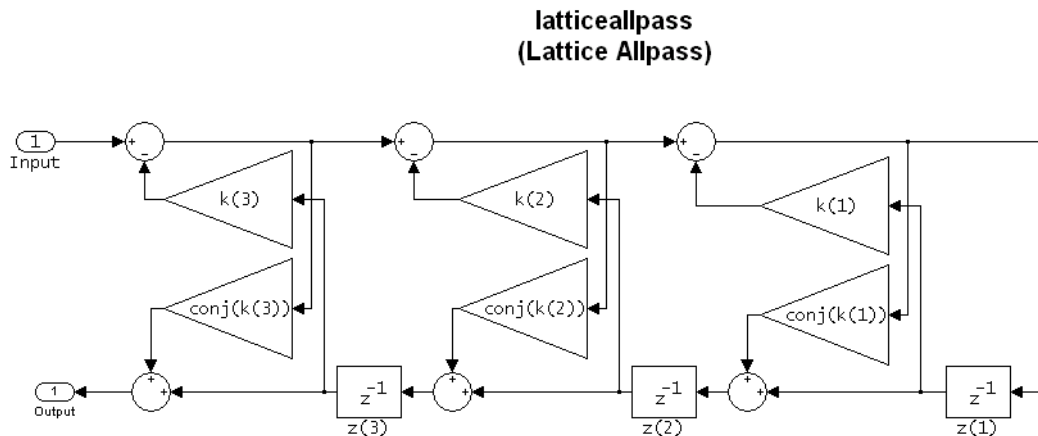 latticeallpass
(Lattice Allpass)
1
Input
+
-
+
-
+
-
k(3)
k(2)
k(1)
conj(k(3))
conj(k(2))
conj(k(1))
1
Output
+
+
z⁻¹
z(3)
+
+
z⁻¹
z(2)
+
+
z⁻¹
z(1)